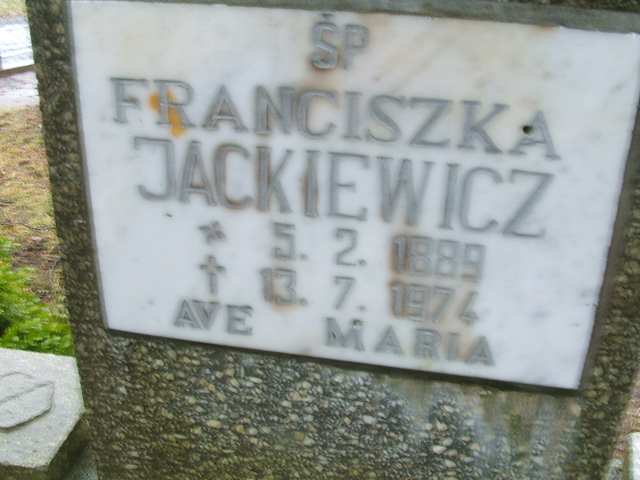 ŚP
FRANCISZKA
JACKIEWICZ
* 5. 2. 1889
† 13. 7. 1974
AVE MARIA